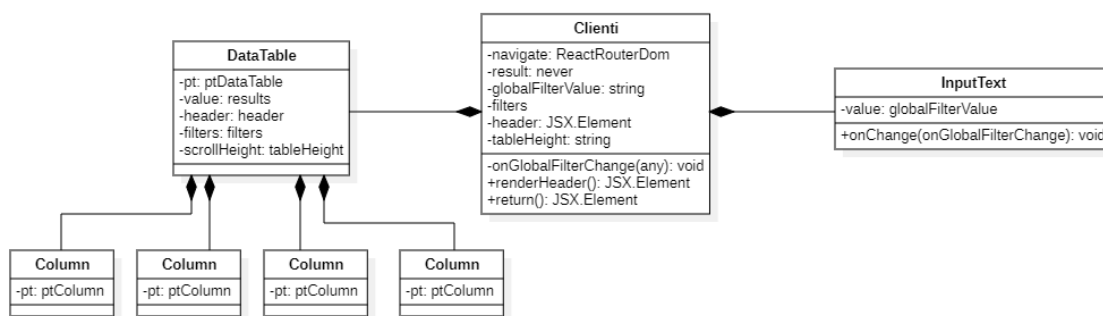 DataTable
-pt: ptDataTable
-value: results
-header: header
-filters: filters
-scrollHeight: tableHeight
Clienti
-navigate: ReactRouterDom
-result: never
-globalFilterValue: string
-filters
-header: JSX.Element
-tableHeight: string
-onGlobalFilterChange(any): void
+renderHeader(): JSX.Element
+return(): JSX.Element
InputText
-value: globalFilterValue
+onChange(onGlobalFilterChange): void
Column
-pt: ptColumn
Column
-pt: ptColumn
Column
-pt: ptColumn
Column
-pt: ptColumn